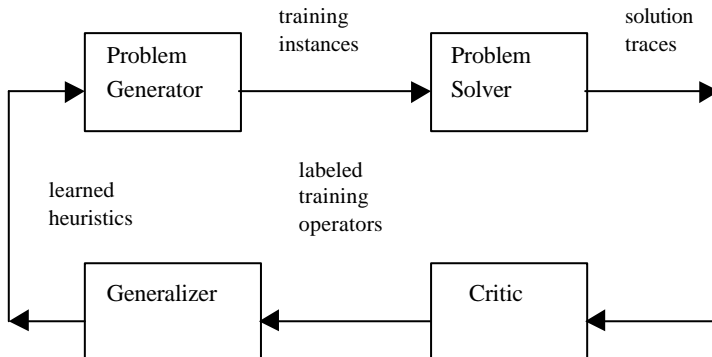 training
instances
solution
traces
Problem
Generator
Problem
Solver
learned
heuristics
labeled
training
operators
Generalizer
Critic